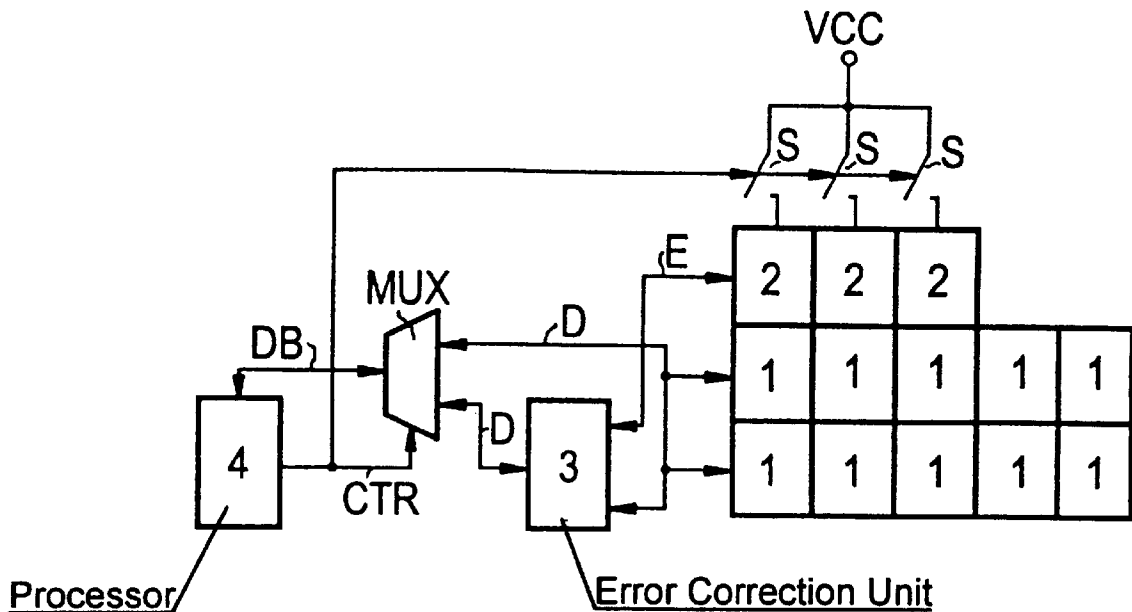 VCC
S S S
E
2 2 2
MUX
D
DB
1 1 1 1 1
D
4
3
1 1 1 1 1
CTR
Processor
Error Correction Unit